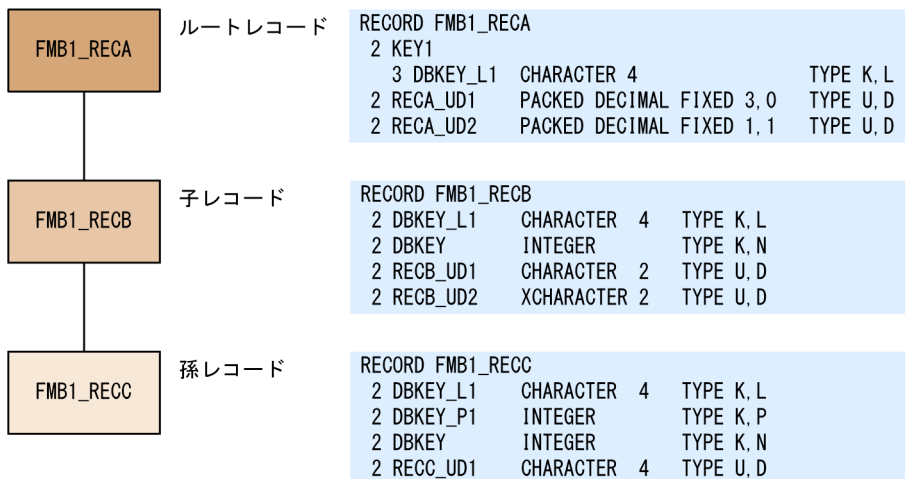 FMB1_RECA
ルートレコード
RECORD FMB1_RECA
2 KEY1
3 DBKEY_L1 CHARACTER 4 TYPE K,L
2 RECA_UD1 PACKED DECIMAL FIXED 3,0 TYPE U,D
2 RECA_UD2 PACKED DECIMAL FIXED 1,1 TYPE U,D
FMB1_RECB
子レコード
RECORD FMB1_RECB
2 DBKEY_L1 CHARACTER 4 TYPE K,L
2 DBKEY INTEGER TYPE K,N
2 RECB_UD1 CHARACTER 2 TYPE U,D
2 RECB_UD2 XCHARACTER 2 TYPE U,D
FMB1_RECC
孫レコード
RECORD FMB1_RECC
2 DBKEY_L1 CHARACTER 4 TYPE K,L
2 DBKEY_P1 INTEGER TYPE K,P
2 DBKEY INTEGER TYPE K,N
2 RECC_UD1 CHARACTER 4 TYPE U,D